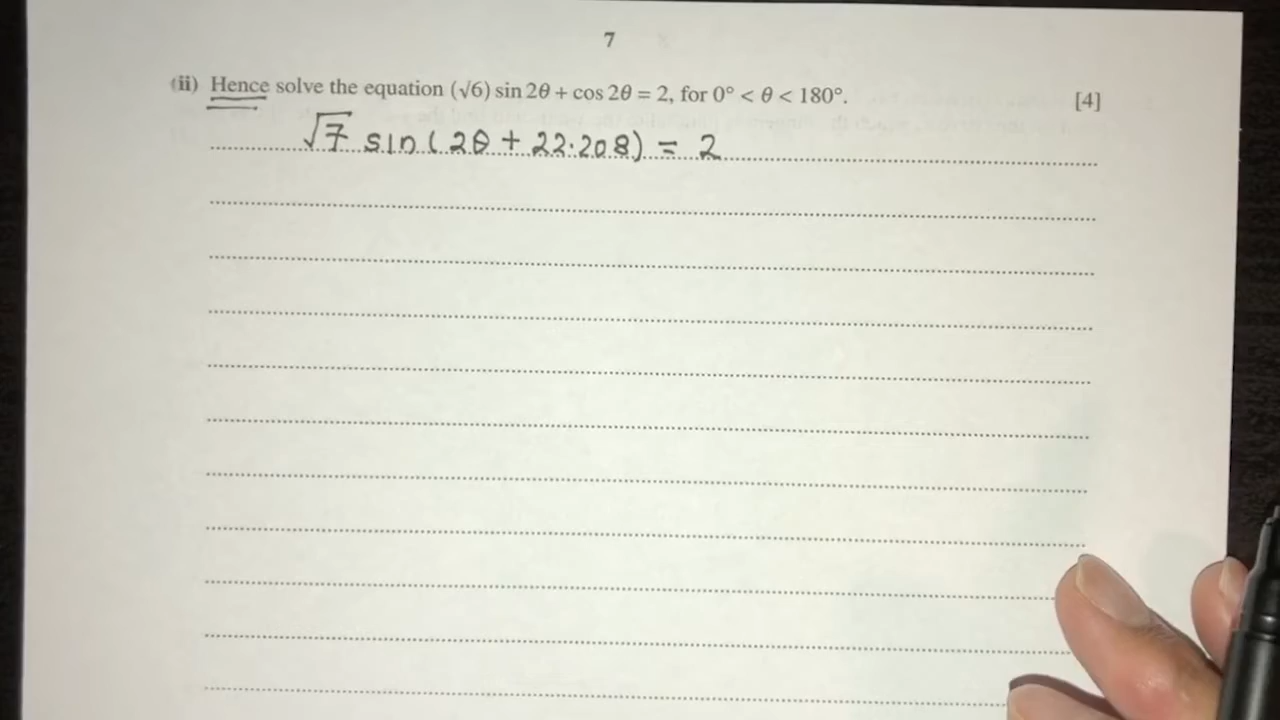 7
(ii) Hence solve the equation (√6) sin 2θ + cos 2θ = 2, for 0° < θ < 180°. [4]
√7 sin(2θ + 22.208) = 2